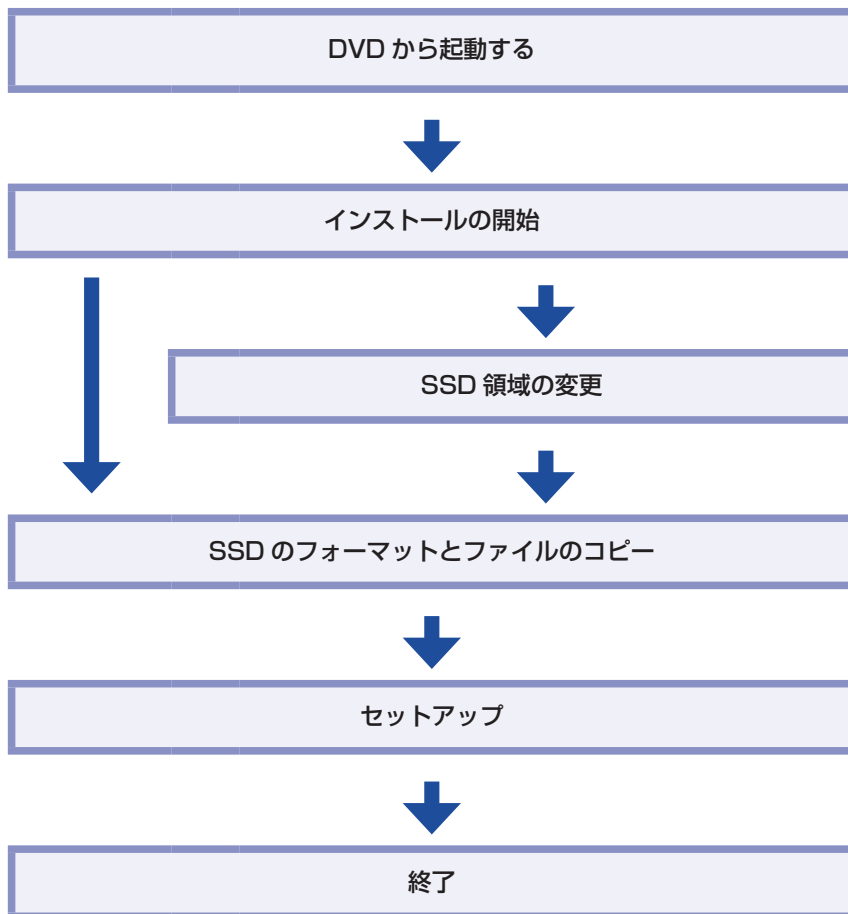 DVD から起動する
インストールの開始
SSD 領域の変更
SSD のフォーマットとファイルのコピー
セットアップ
終了